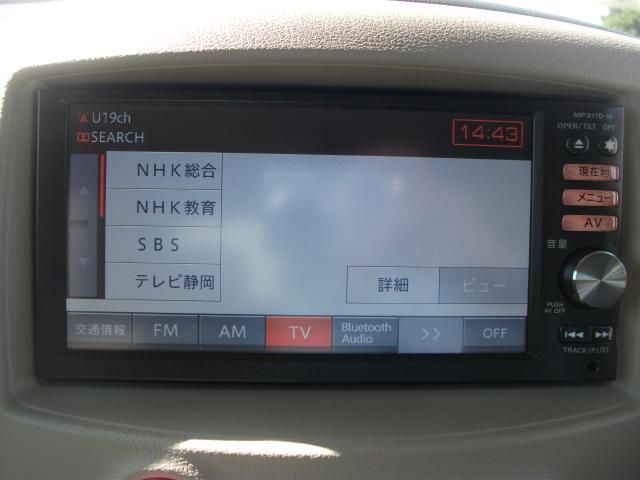 A U19ch
SEARCH
14:43
NHK総合
NHK教育
SBS
テレビ静岡
詳細
ビュー
交通情報
FM
AM
TV
Bluetooth Audio
>>
OFF
MP311D-W
OPEN/TILT
OPT
現在地
メニュー
AV
音量
PUSH
AV OFF
TRACK/P.LIST